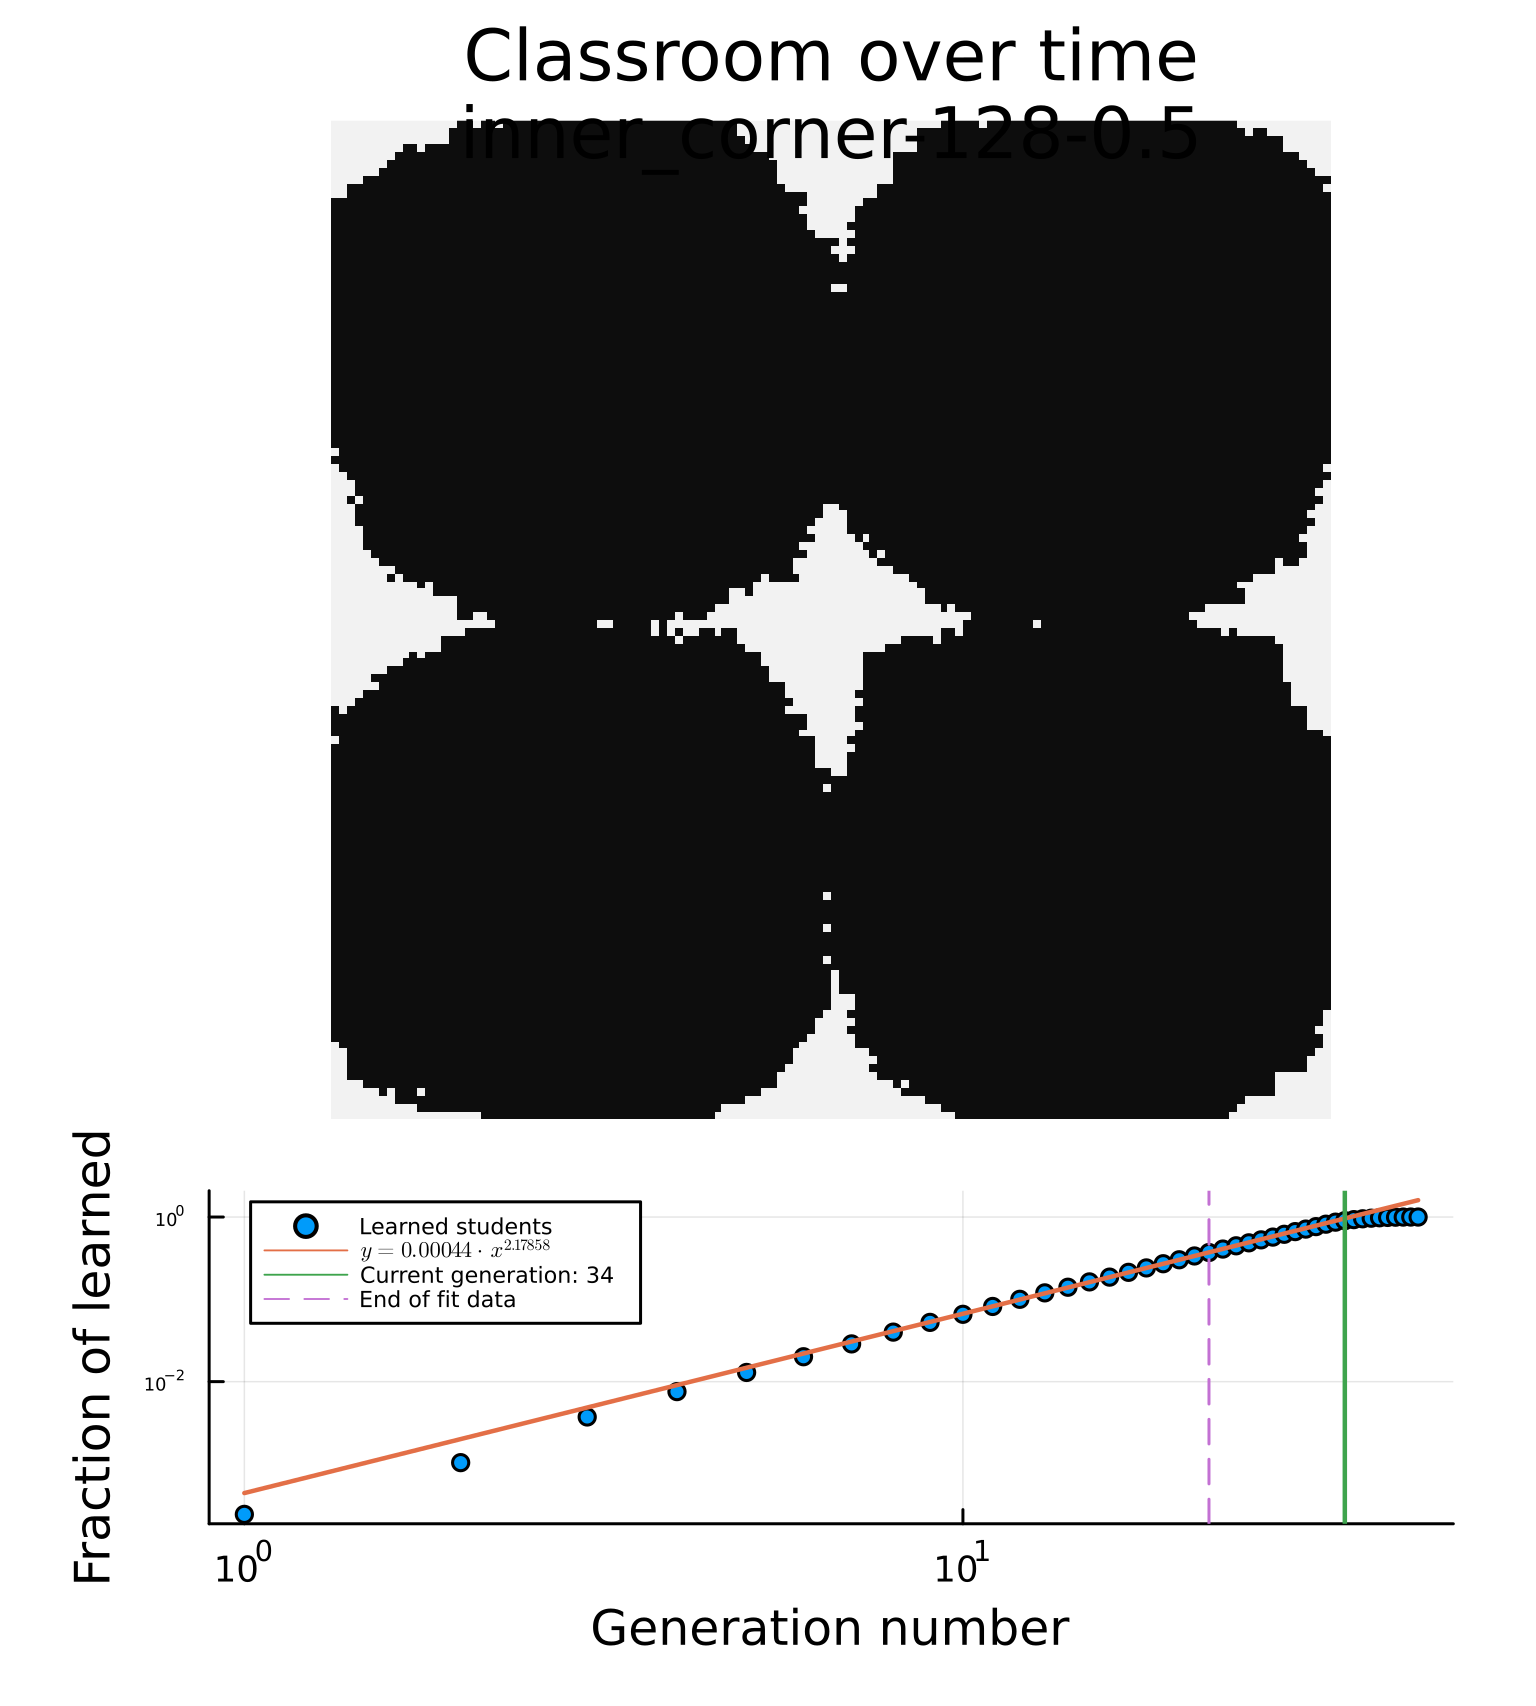 Classroom over time
inner_corner-128-0.5
Fraction of learned
10^0
10^−2
Learned students
y = 0.00044 · x^2.17858
Current generation: 34
End of fit data
10^0
10^1
Generation number